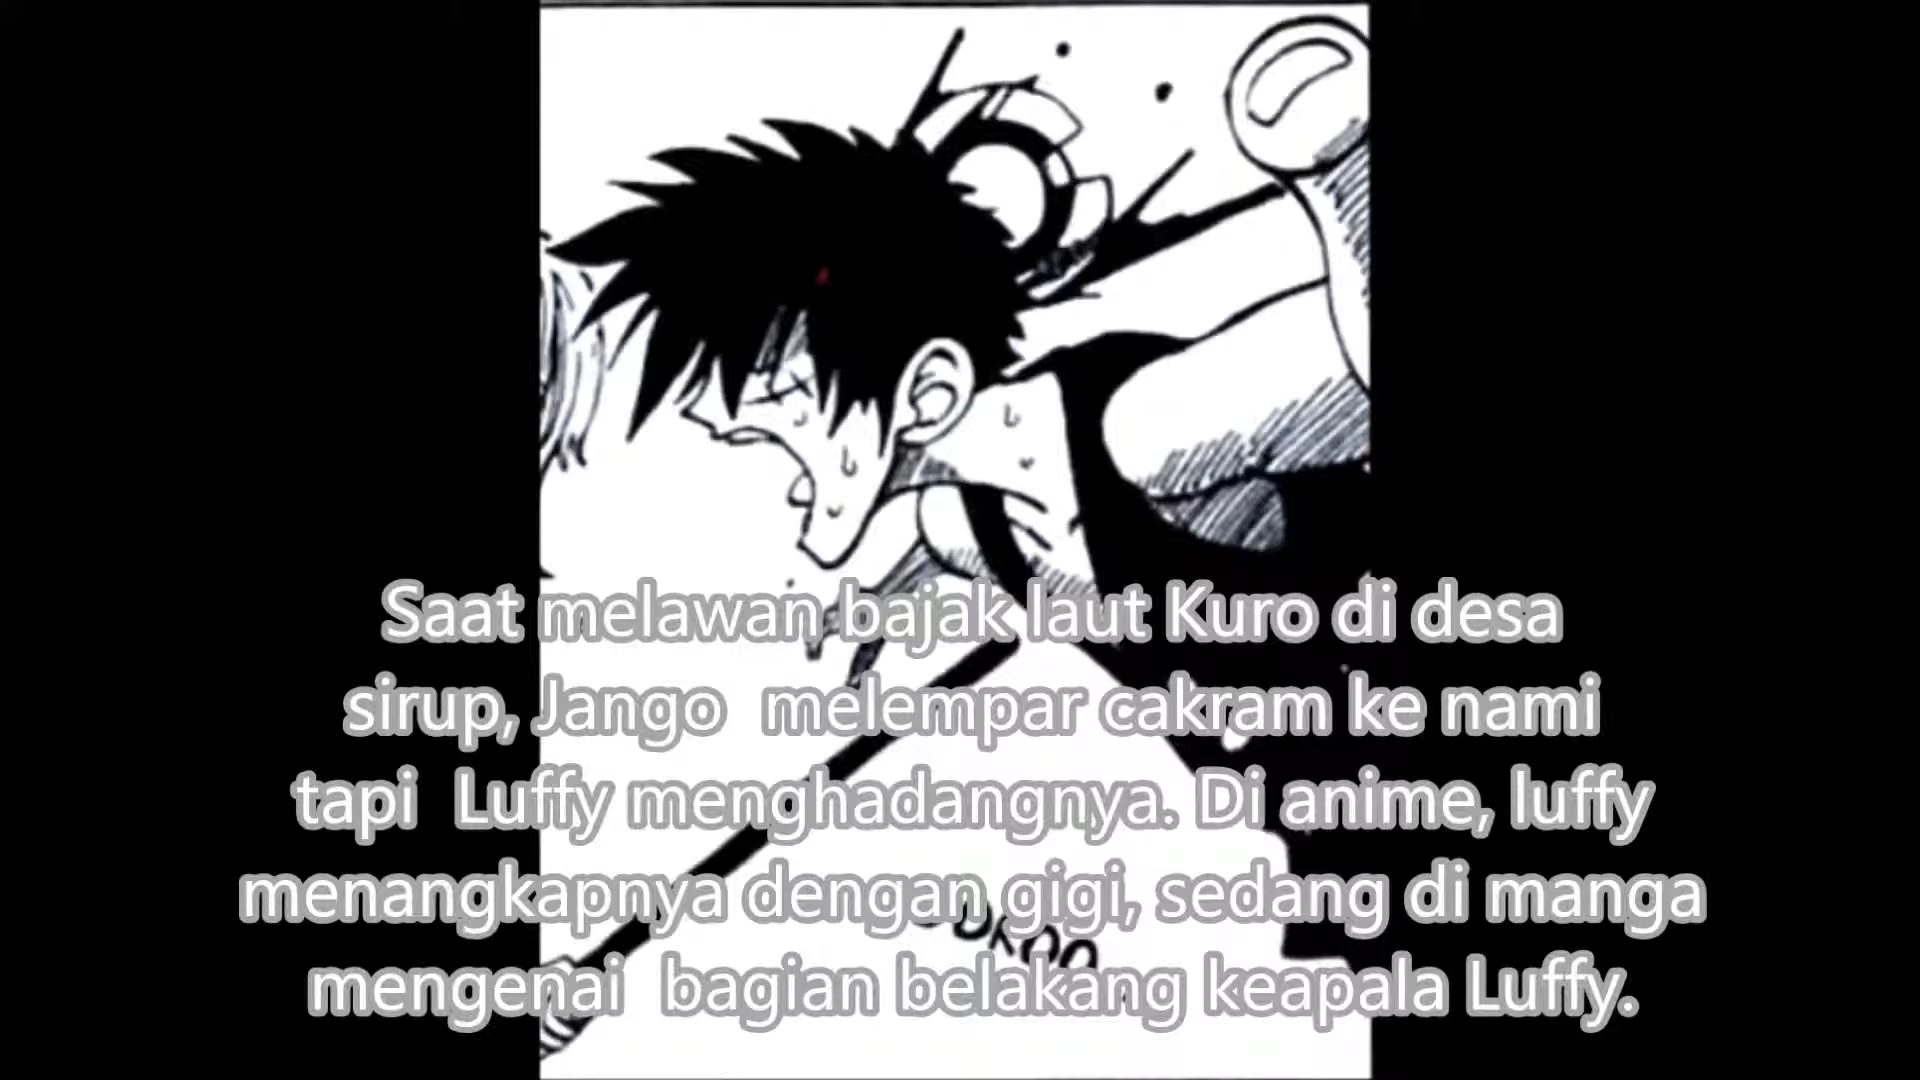 Saat melawan bajak laut Kuro di desa
sirup, Jango melempar cakram ke nami
tapi Luffy menghadangnya. Di anime, luffy
menangkapnya dengan gigi, sedang di manga
mengenai bagian belakang keapala Luffy.